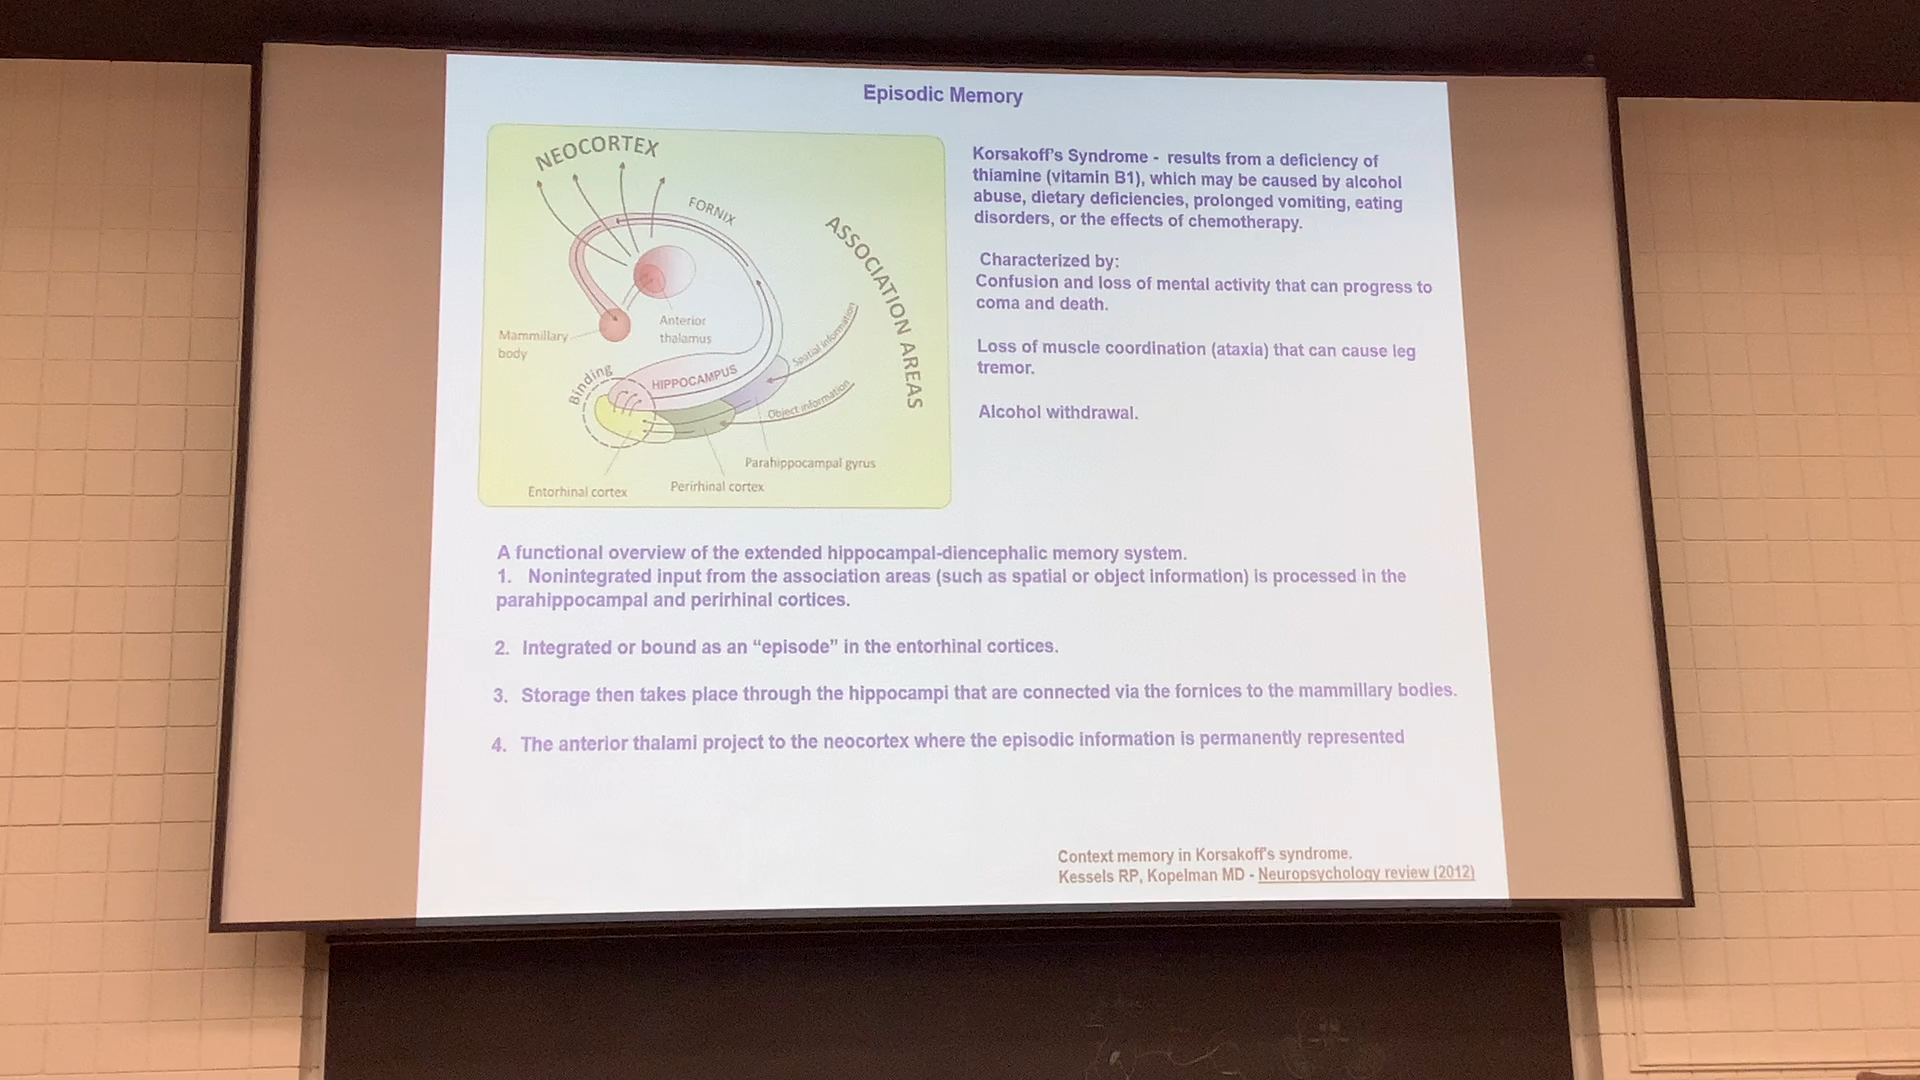 Episodic Memory
NEOCORTEX
FORNIX
ASSOCIATION AREAS
Anterior
thalamus
Mammillary
body
Spatial information
Binding
HIPPOCAMPUS
Object information
Parahippocampal gyrus
Perirhinal cortex
Entorhinal cortex
Korsakoff's Syndrome - results from a deficiency of
thiamine (vitamin B1), which may be caused by alcohol
abuse, dietary deficiencies, prolonged vomiting, eating
disorders, or the effects of chemotherapy.
Characterized by:
Confusion and loss of mental activity that can progress to
coma and death.
Loss of muscle coordination (ataxia) that can cause leg
tremor.
Alcohol withdrawal.
A functional overview of the extended hippocampal-diencephalic memory system.
1. Nonintegrated input from the association areas (such as spatial or object information) is processed in the
parahippocampal and perirhinal cortices.
2. Integrated or bound as an “episode” in the entorhinal cortices.
3. Storage then takes place through the hippocampi that are connected via the fornices to the mammillary bodies.
4. The anterior thalami project to the neocortex where the episodic information is permanently represented
Context memory in Korsakoff's syndrome.
Kessels RP, Kopelman MD - Neuropsychology review (2012)